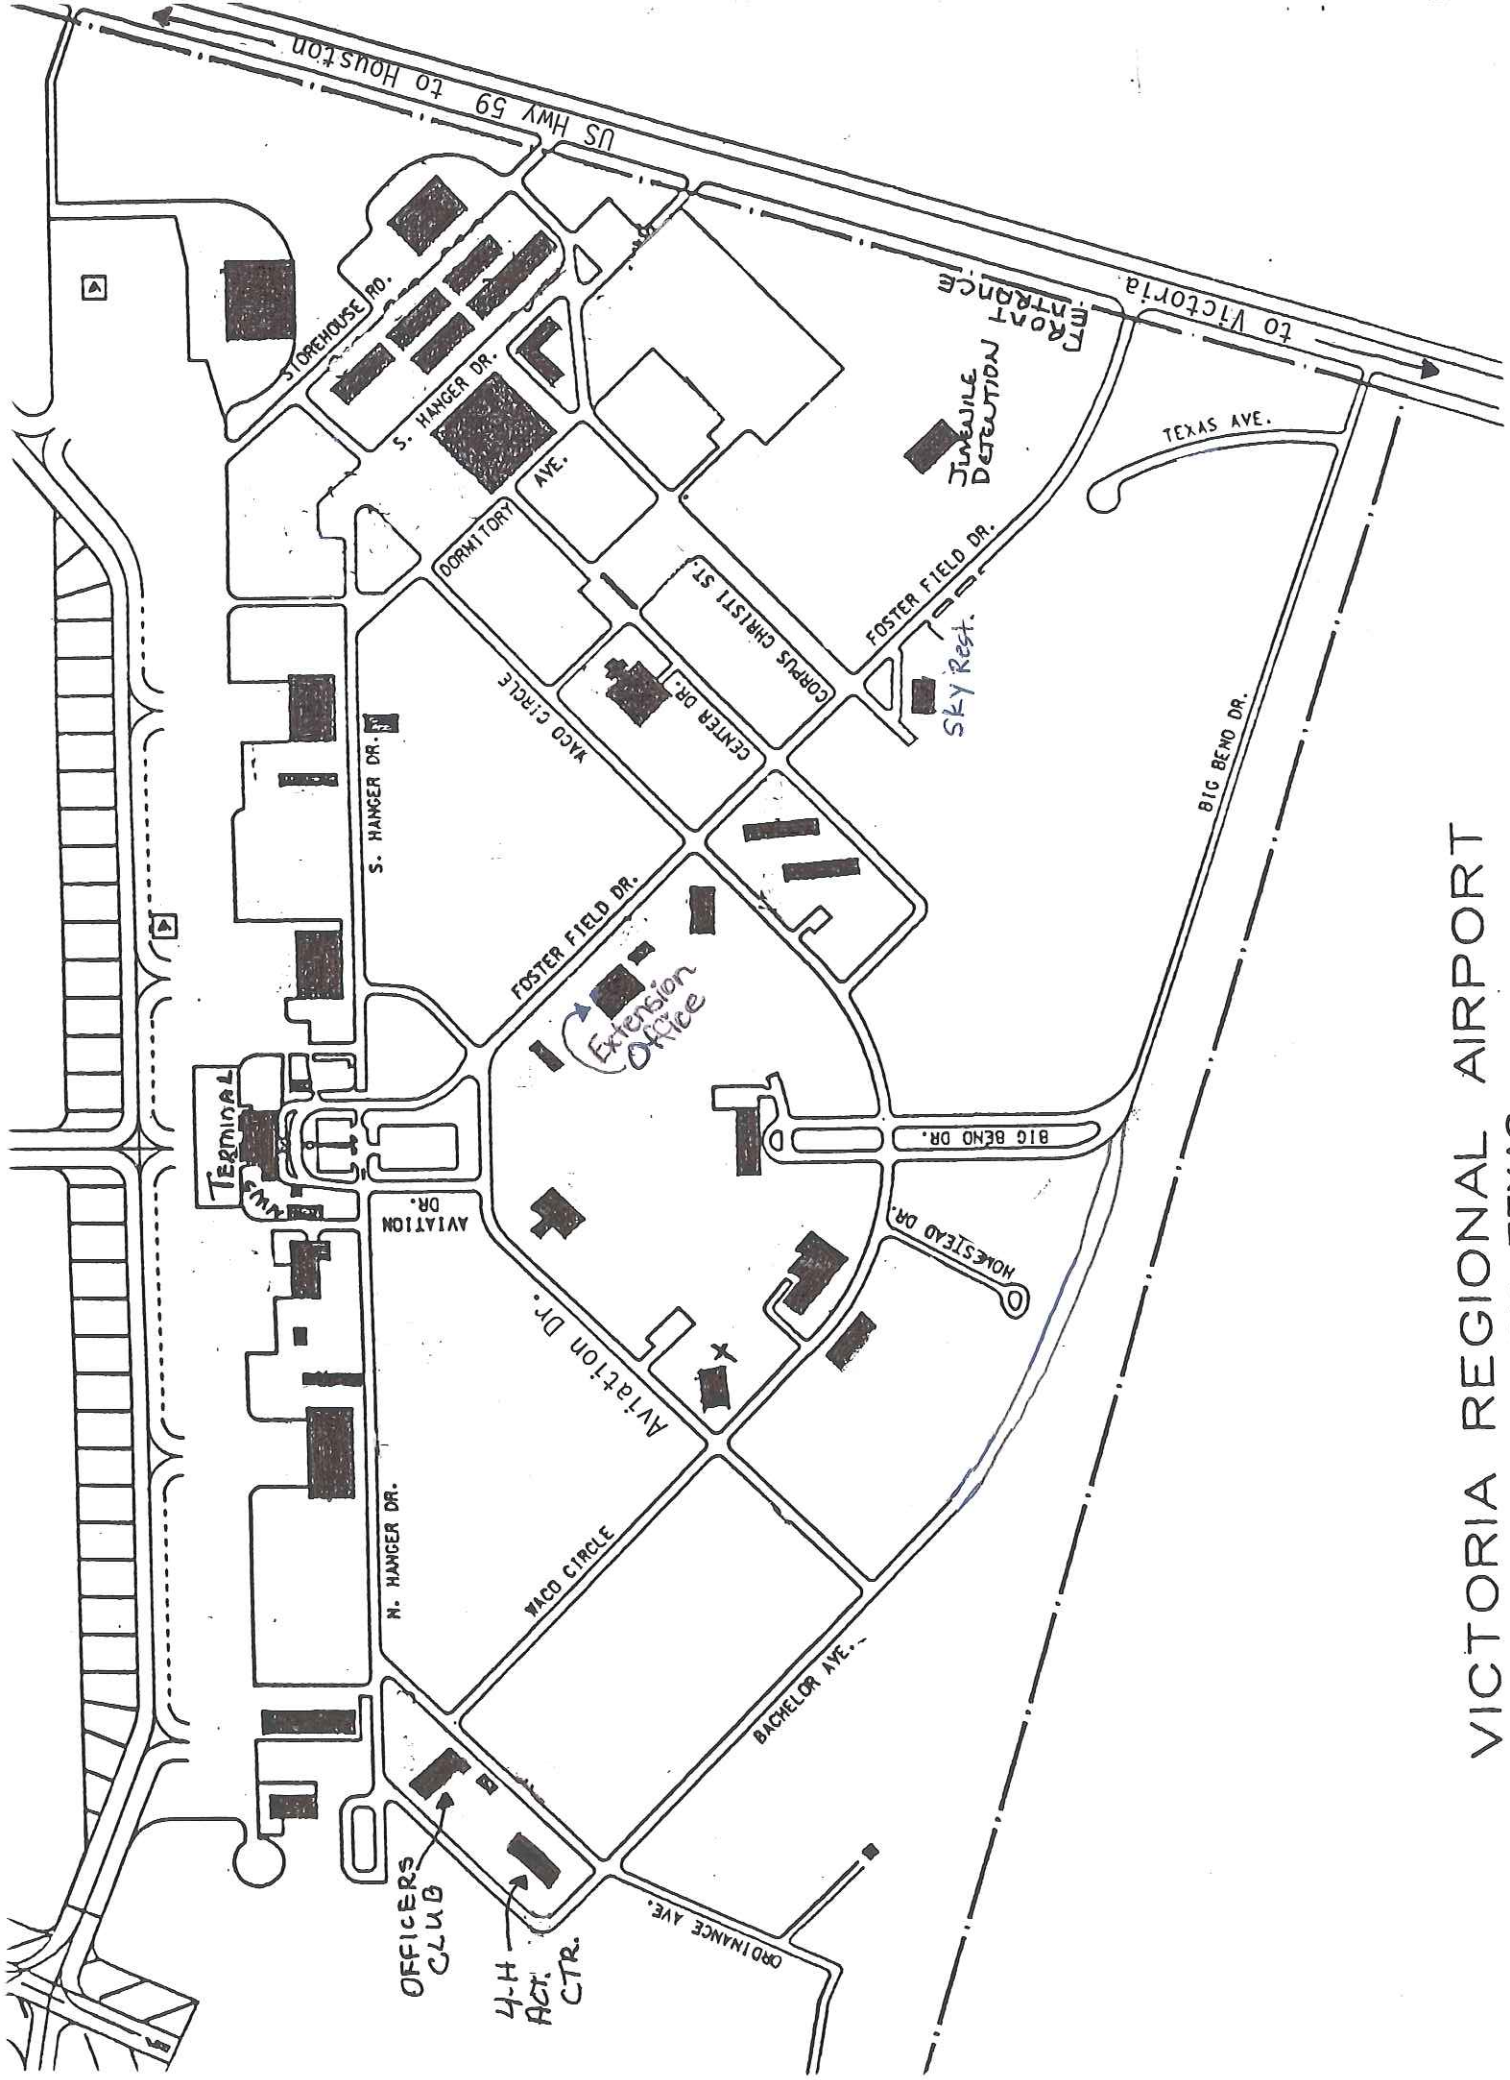 US Hwy 59 to Houston
to Victoria
FRONT
ENTRANCE
JUVENILE
DETENTION
TEXAS AVE.
STOREHOUSE RD.
S. HANGER DR.
DORMITORY
AVE.
CORPUS CHRISTI ST.
FOSTER FIELD DR.
Sky Rest.
WACO CIRCLE
CENTER DR.
S. HANGER DR.
BIG BEND DR.
FOSTER FIELD DR.
Extension
Office
TERMINAL
NWS
AVIATION
DR.
BIG BEND DR.
HOMESTEAD DR.
Aviation Dr.
N. HANGER DR.
WACO CIRCLE
BACHELOR AVE.
OFFICERS
CLUB
4-H
ACT.
CTR.
ORDINANCE AVE.
VICTORIA REGIONAL AIRPORT